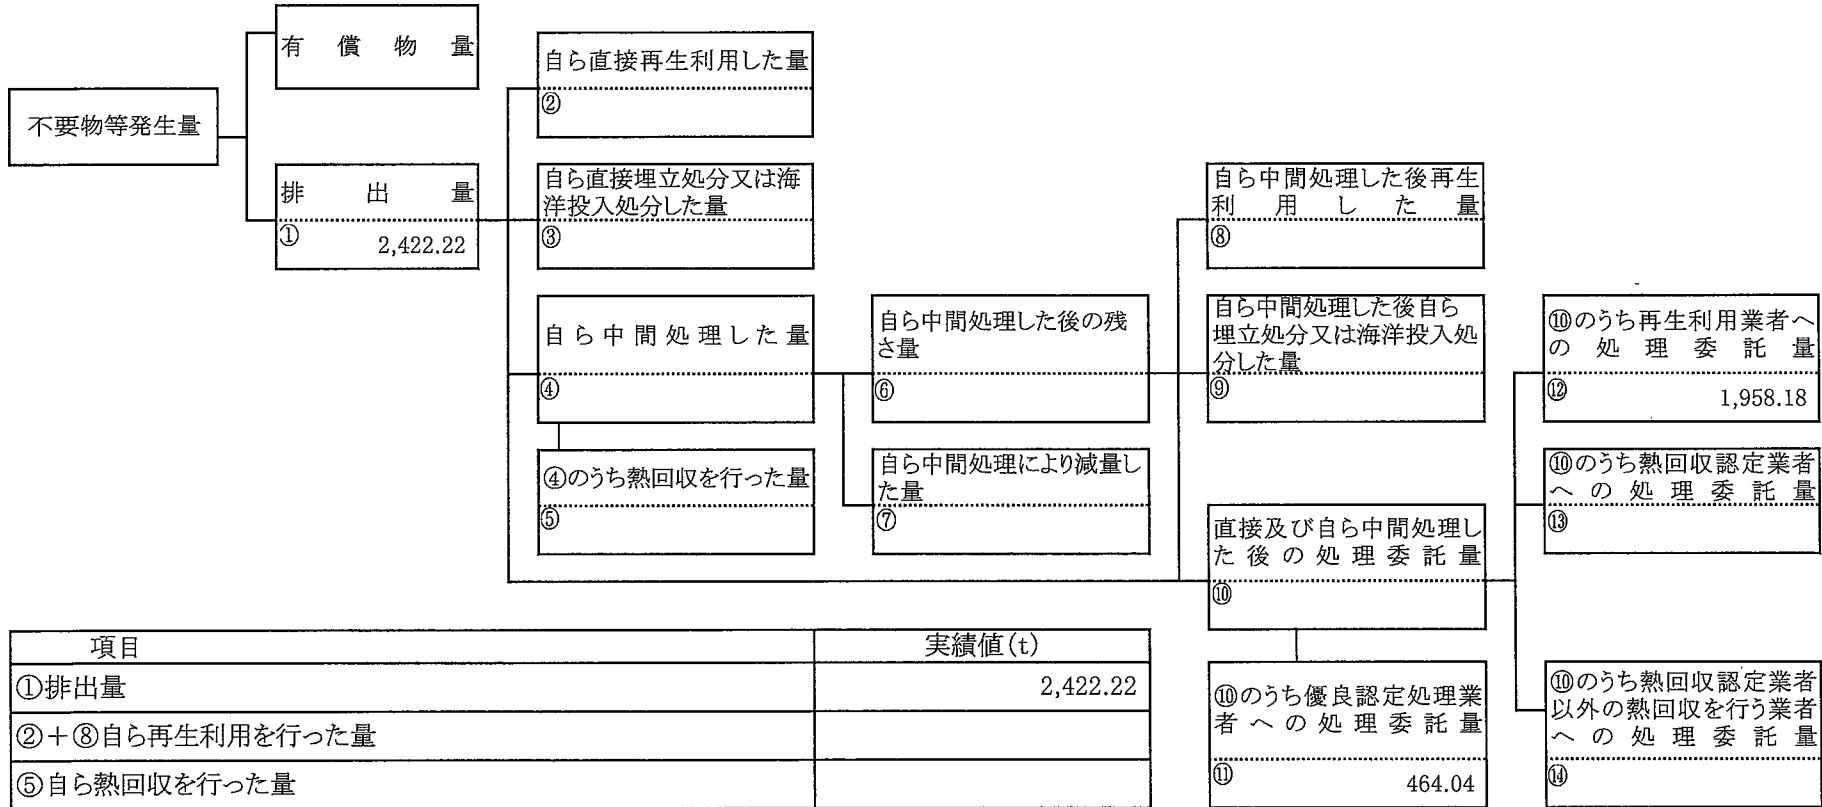 有償物量
不要物等発生量
排出量
① 2,422.22
自ら直接再生利用した量
②
自ら直接埋立処分又は海
洋投入処分した量
③
自ら中間処理した量
④
④のうち熱回収を行った量
⑤
自ら中間処理した後の残
さ量
⑥
自ら中間処理により減量し
た量
⑦
自ら中間処理した後再生
利用した量
⑧
自ら中間処理した後自ら
埋立処分又は海洋投入処
分した量
⑨
直接及び自ら中間処理し
た後の処理委託量
⑩
⑩のうち優良認定処理業
者への処理委託量
⑪ 464.04
⑩のうち再生利用業者へ
の処理委託量
⑫ 1,958.18
⑩のうち熱回収認定業者
への処理委託量
⑬
⑩のうち熱回収認定業者
以外の熱回収を行う業者
への処理委託量
⑭
項目 実績値(t)
①排出量 2,422.22
②+⑧自ら再生利用を行った量
⑤自ら熱回収を行った量